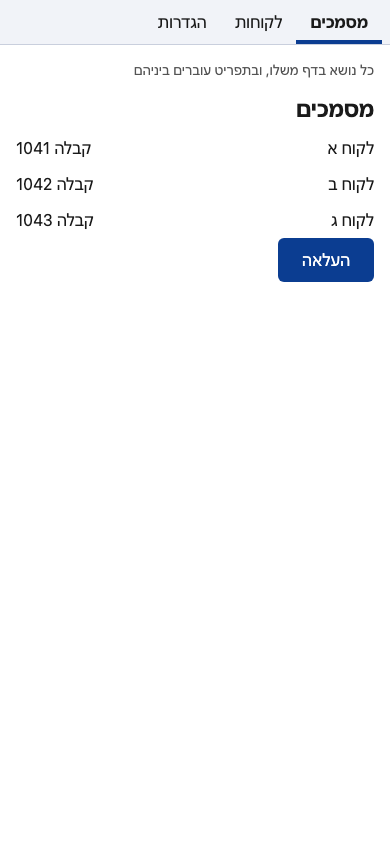 מסמכים לקוחות הגדרות
כל נושא בדף משלו, ובתפריט עוברים ביניהם
מסמכים
לקוח א קבלה 1041
לקוח ב קבלה 1042
לקוח ג קבלה 1043
העלאה